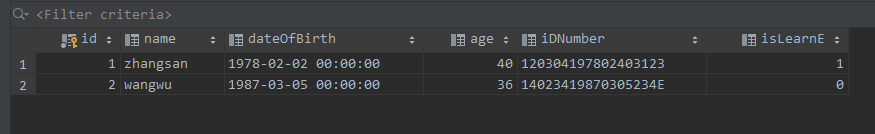 <Filter criteria>
id name dateOfBirth age iDNumber isLearnE
1 1 zhangsan 1978-02-02 00:00:00 40 120304197802403123 1
2 2 wangwu 1987-03-05 00:00:00 36 14023419870305234E 0